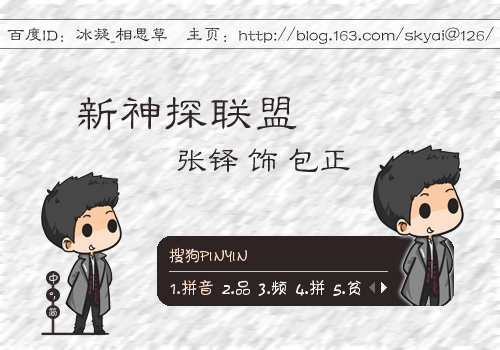 百度ID：冰凝_相思草 主页：http://blog.163.com/skyai@126/
新神探联盟
张铎 饰 包正
搜狗PINYIN
1.拼音 2.品 3.频 4.拼 5.贫
中
简